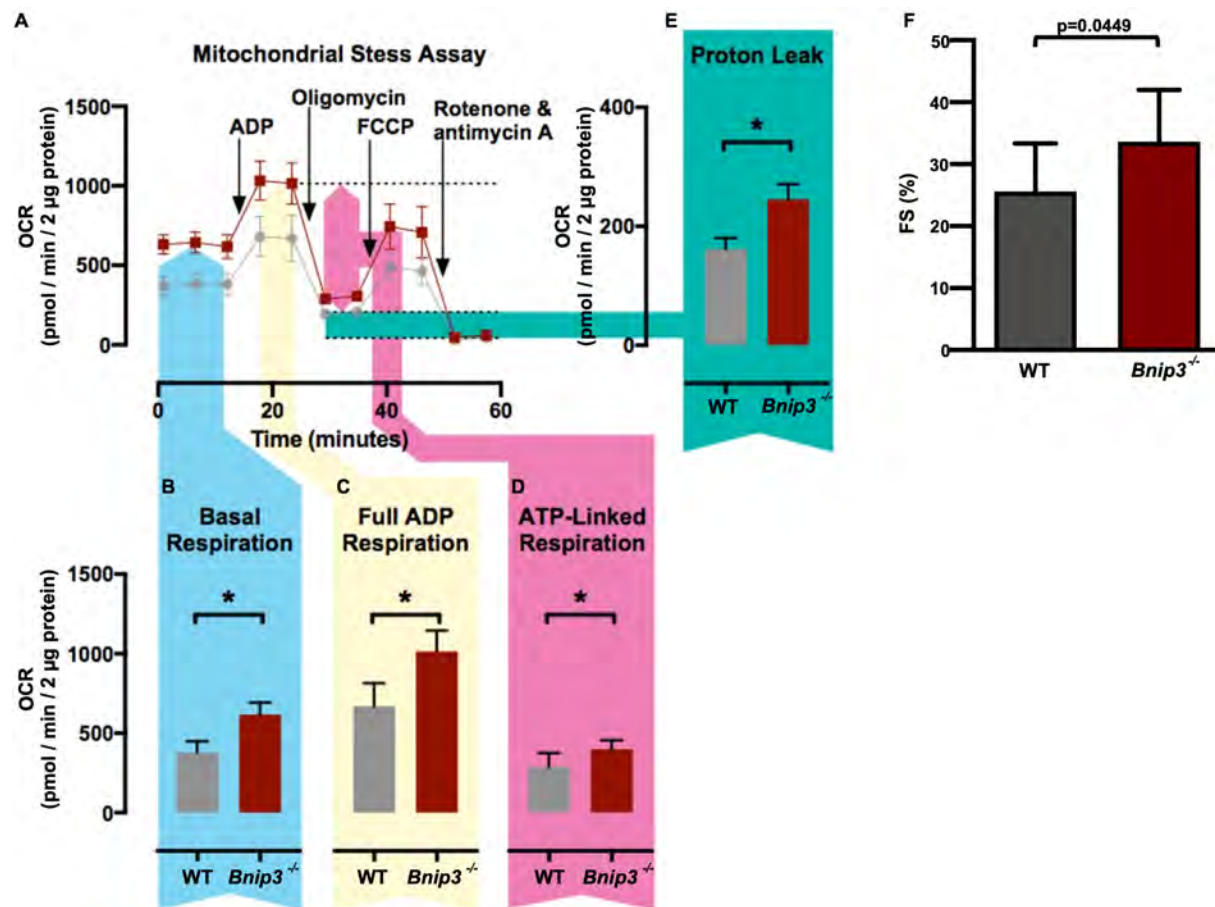 A
Mitochondrial Stess Assay
OCR
(pmol / min / 2 µg protein)
1500
1000
500
0
ADP
Oligomycin
FCCP
Rotenone &
antimycin A
0
20
40
60
Time (minutes)
E
Proton Leak
OCR
(pmol / min / 2 µg protein)
400
200
0
*
WT
Bnip3 -/-
F
p=0.0449
FS (%)
50
40
30
20
10
0
WT
Bnip3 -/-
OCR
(pmol / min / 2 µg protein)
1500
1000
500
0
B
Basal
Respiration
*
WT
Bnip3 -/-
C
Full ADP
Respiration
*
WT
Bnip3 -/-
D
ATP-Linked
Respiration
*
WT
Bnip3 -/-